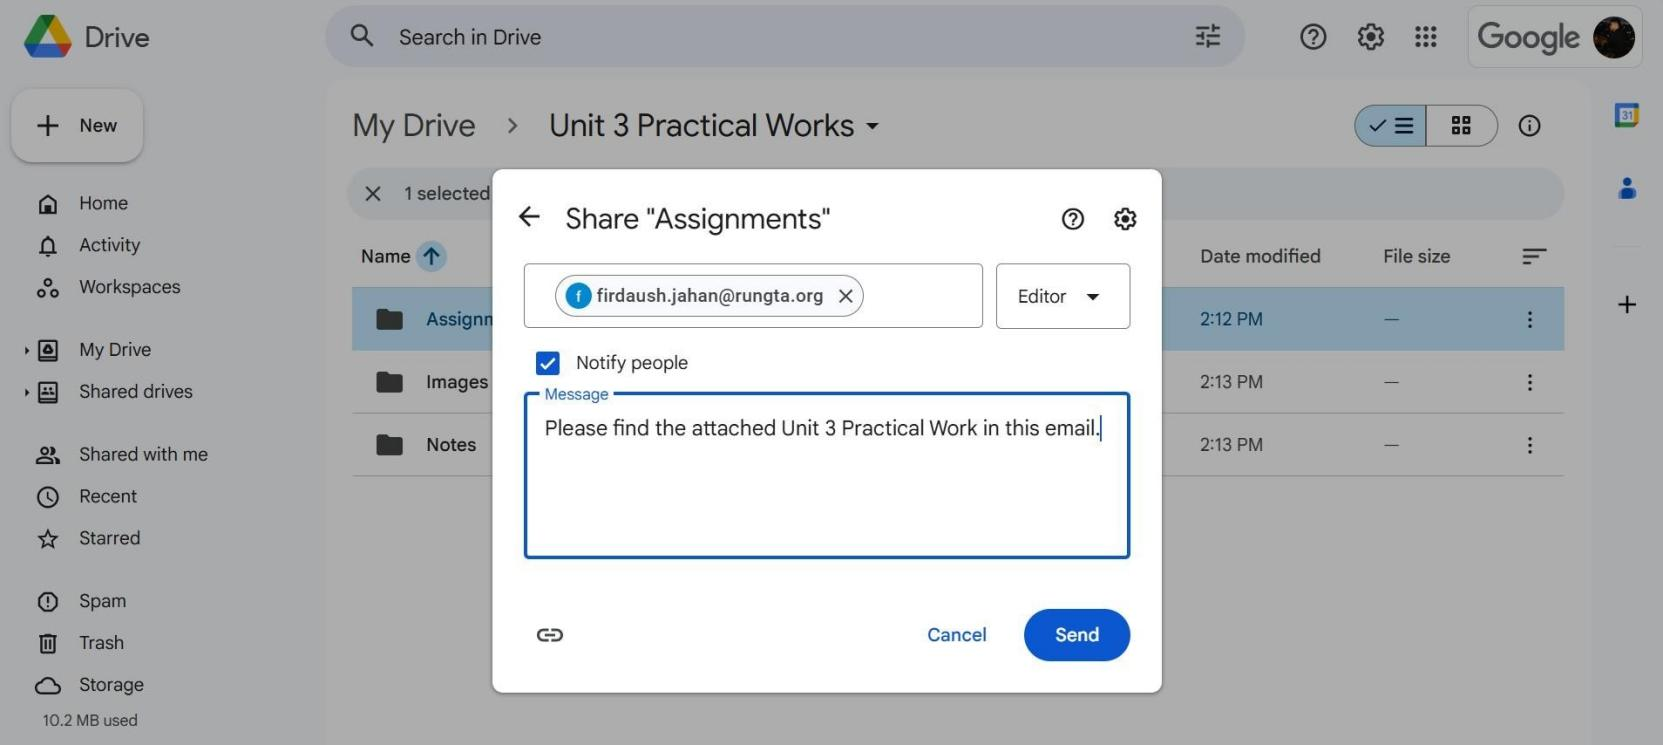 Drive
Search in Drive
Google
New
My Drive
Unit 3 Practical Works
31
Home
Activity
Workspaces
My Drive
Shared drives
Shared with me
Recent
Starred
Spam
Trash
Storage
10.2 MB used
1 selected
Name
Date modified
File size
Assignm
2:12 PM
—
Images
2:13 PM
—
Notes
2:13 PM
—
Share "Assignments"
f firdaush.jahan@rungta.org
Editor
Notify people
Message
Please find the attached Unit 3 Practical Work in this email.
Cancel
Send